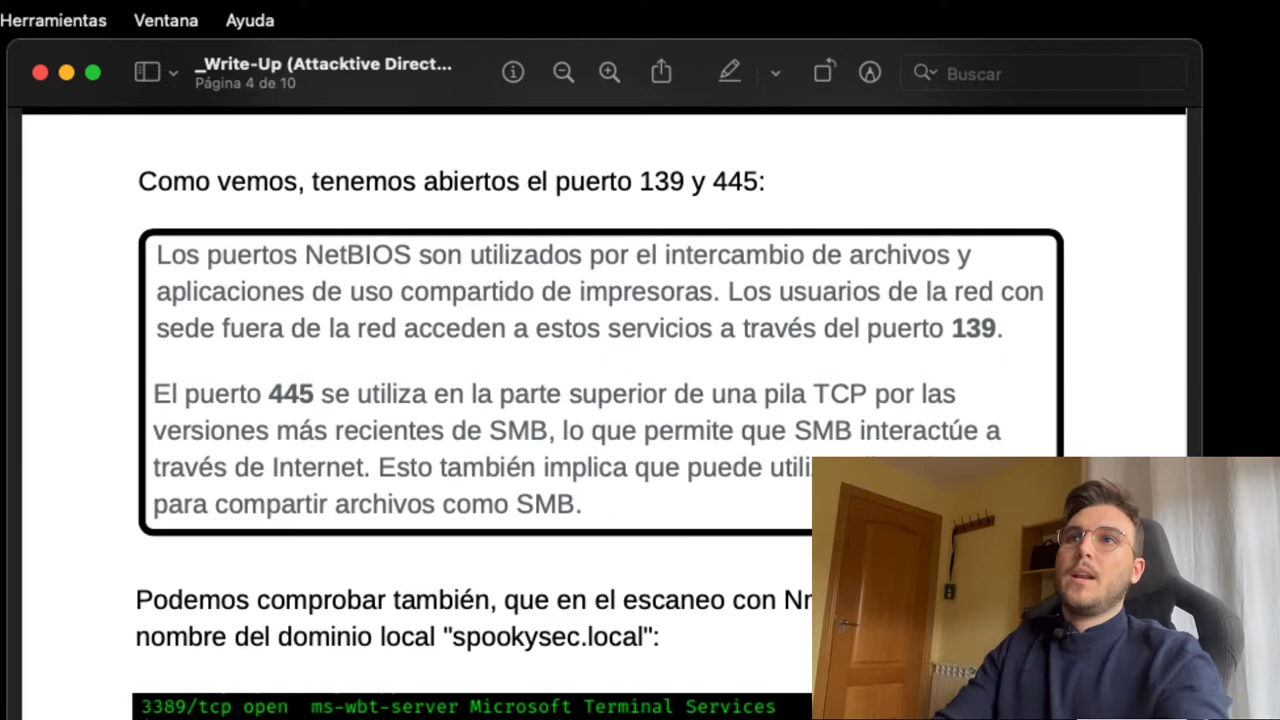 Herramientas Ventana Ayuda
_Write-Up (Attacktive Direct...
Página 4 de 10
Buscar
Como vemos, tenemos abiertos el puerto 139 y 445:
Los puertos NetBIOS son utilizados por el intercambio de archivos y
aplicaciones de uso compartido de impresoras. Los usuarios de la red con
sede fuera de la red acceden a estos servicios a través del puerto 139.
El puerto 445 se utiliza en la parte superior de una pila TCP por las
versiones más recientes de SMB, lo que permite que SMB interactúe a
través de Internet. Esto también implica que puede
para compartir archivos como SMB.
Podemos comprobar también, que en el escaneo con
nombre del dominio local "spookysec.local":
3389/tcp open ms-wbt-server Microsoft Terminal Services